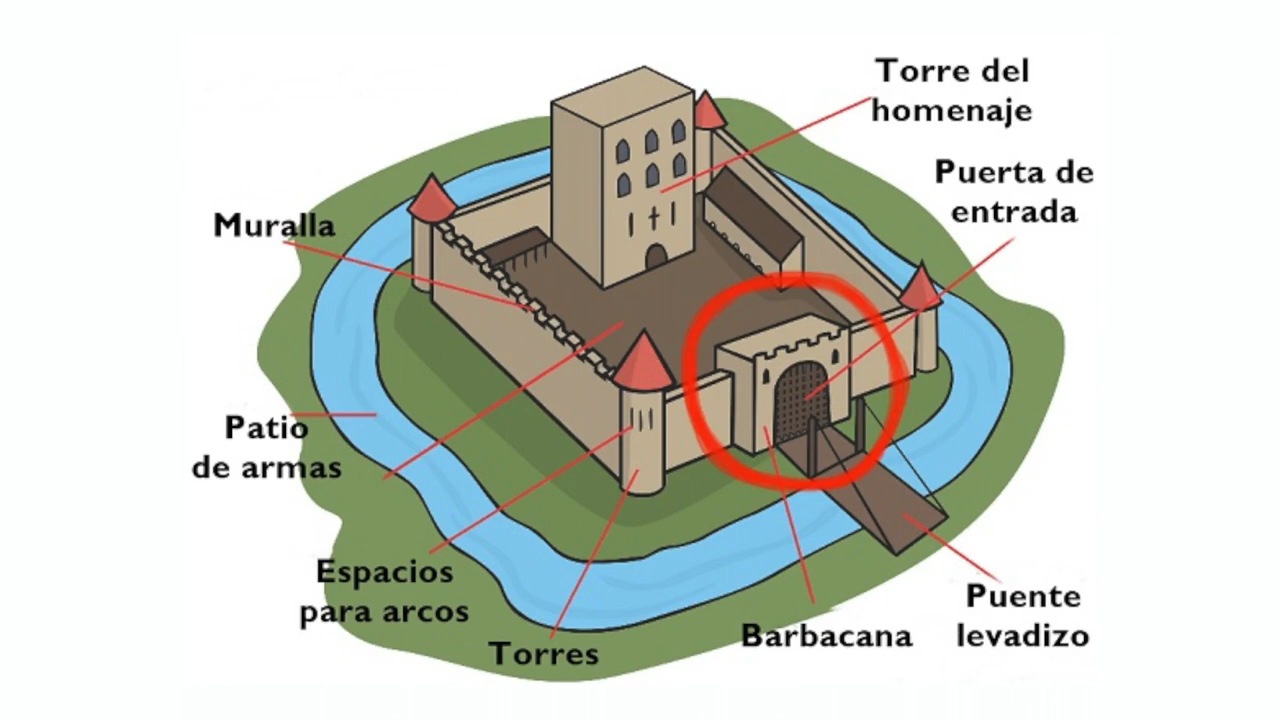 Torre del
homenaje
Puerta de
entrada
Muralla
Patio
de armas
Espacios
para arcos
Torres
Barbacana
Puente
levadizo